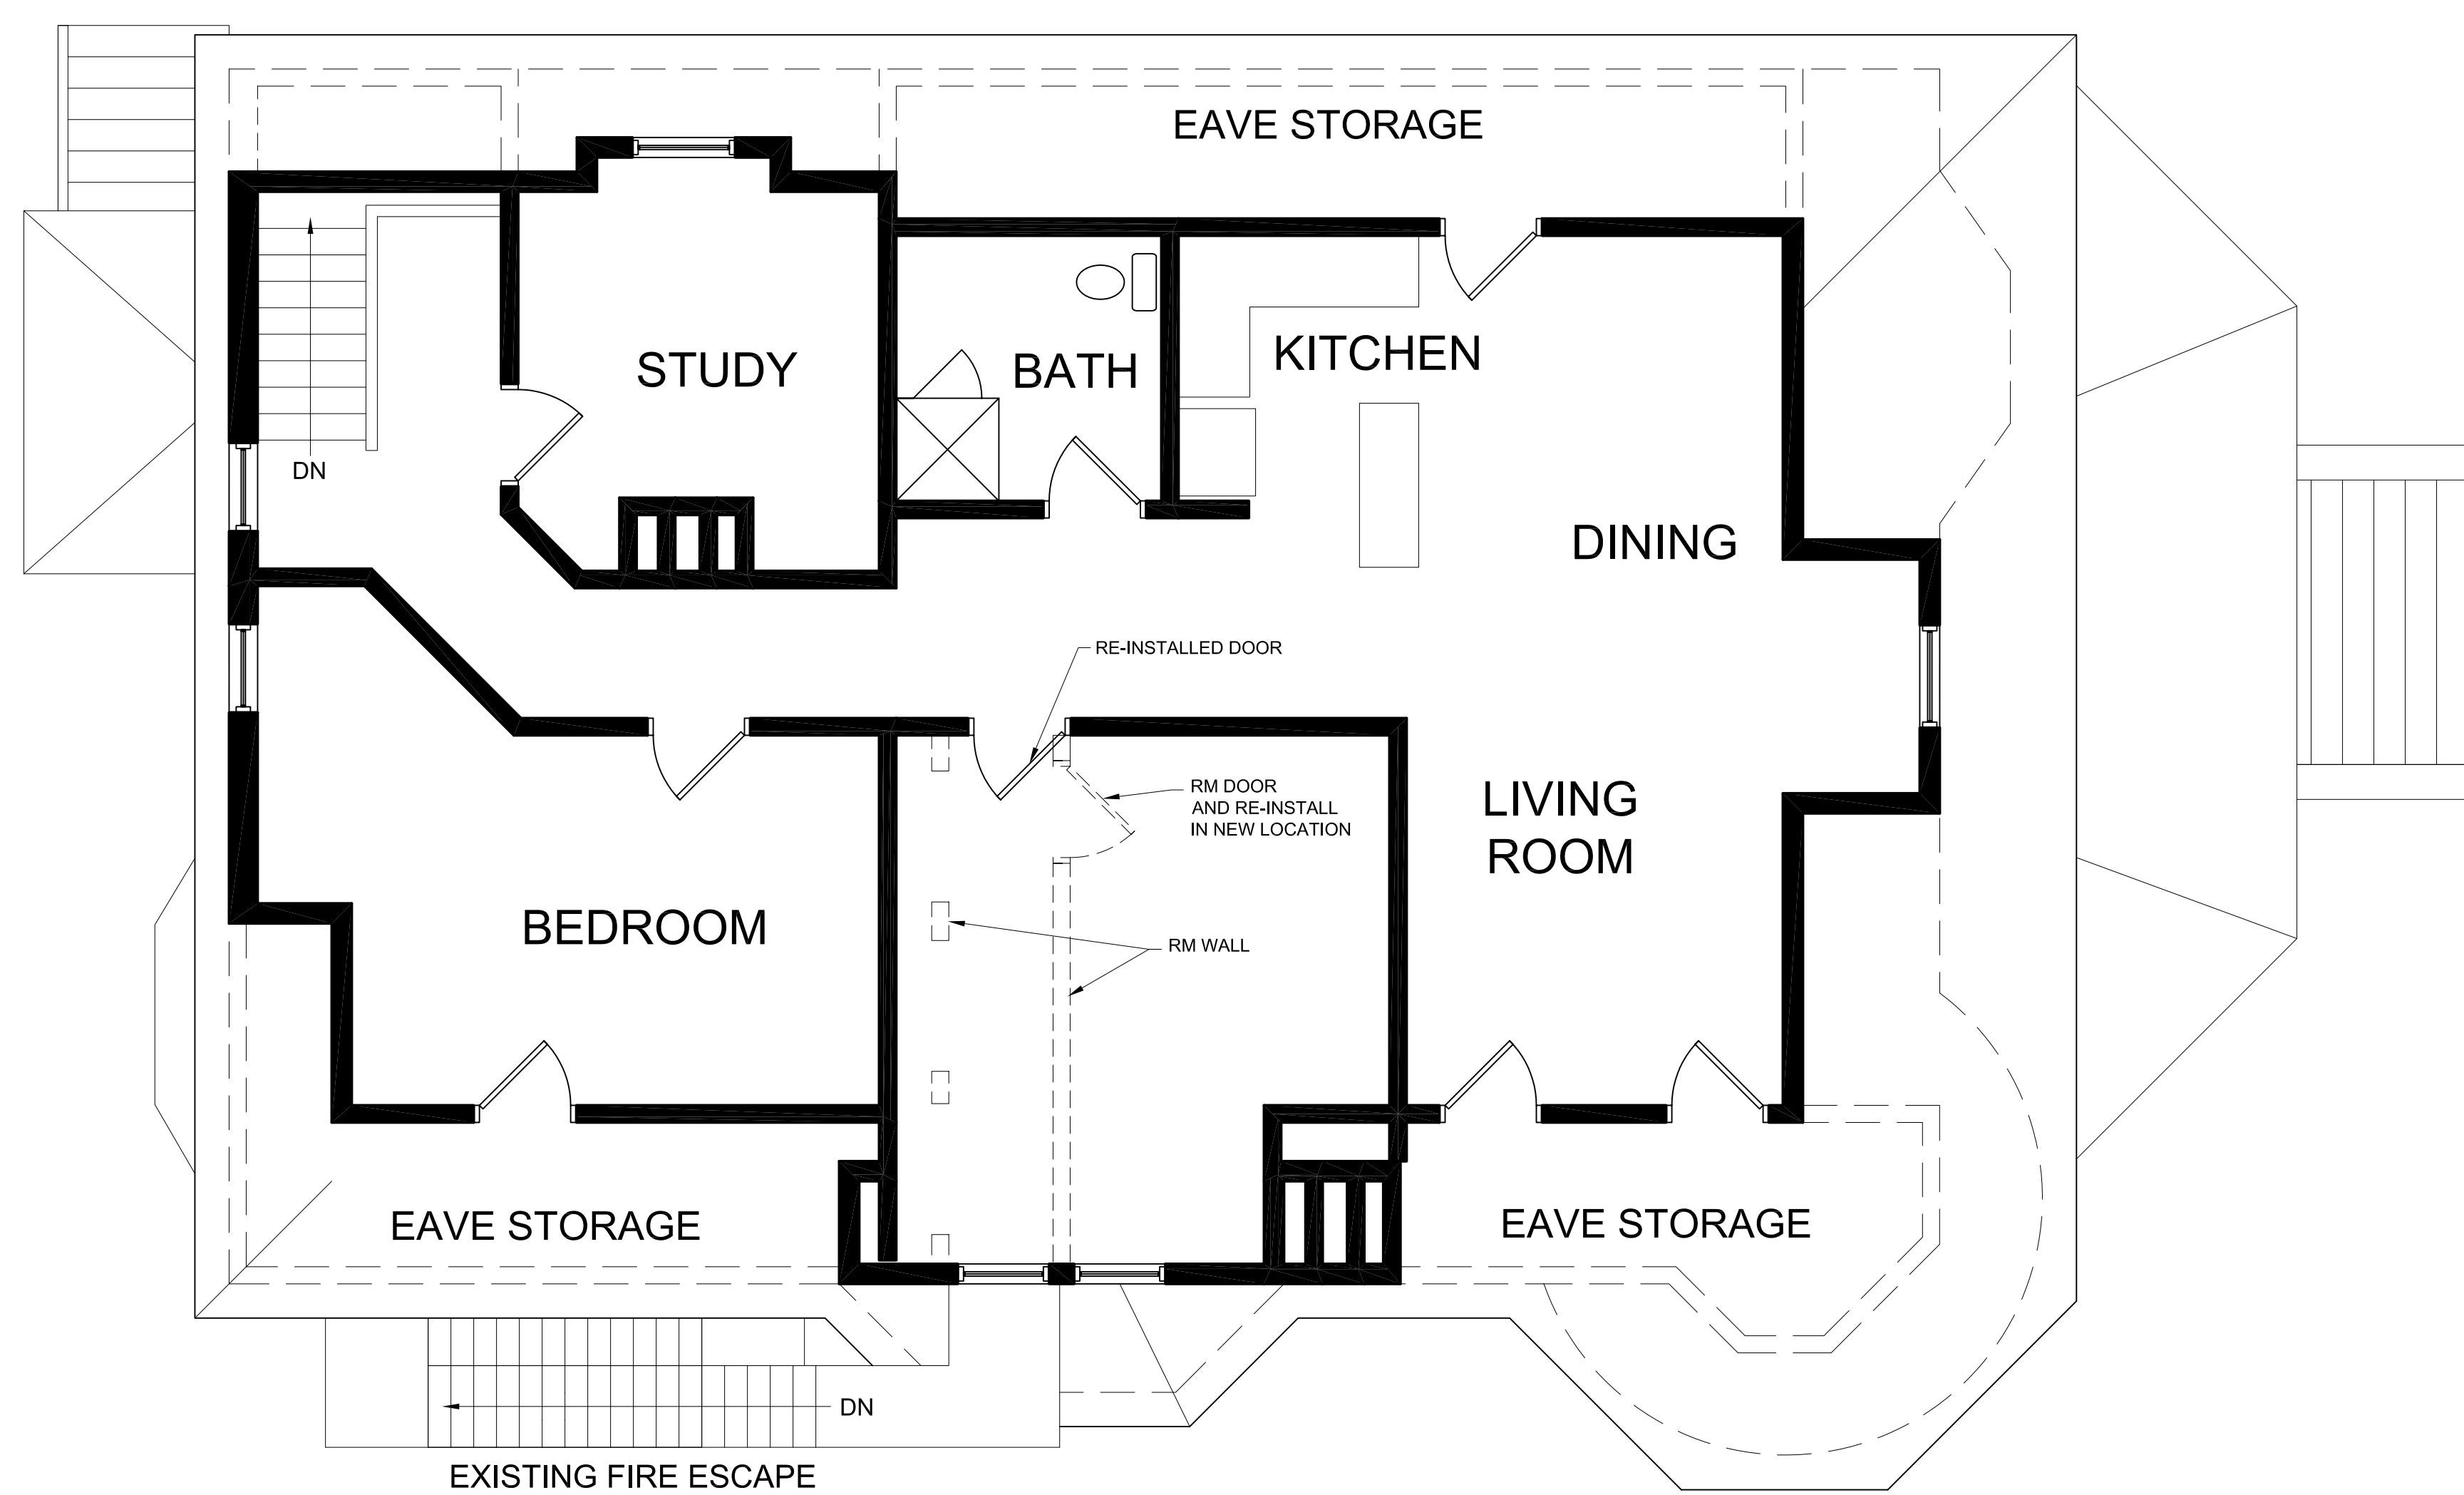 EAVE STORAGE
STUDY
BATH
KITCHEN
DN
DINING
RE-INSTALLED DOOR
RM DOOR
AND RE-INSTALL
IN NEW LOCATION
LIVING
ROOM
BEDROOM
RM WALL
EAVE STORAGE
EAVE STORAGE
DN
EXISTING FIRE ESCAPE